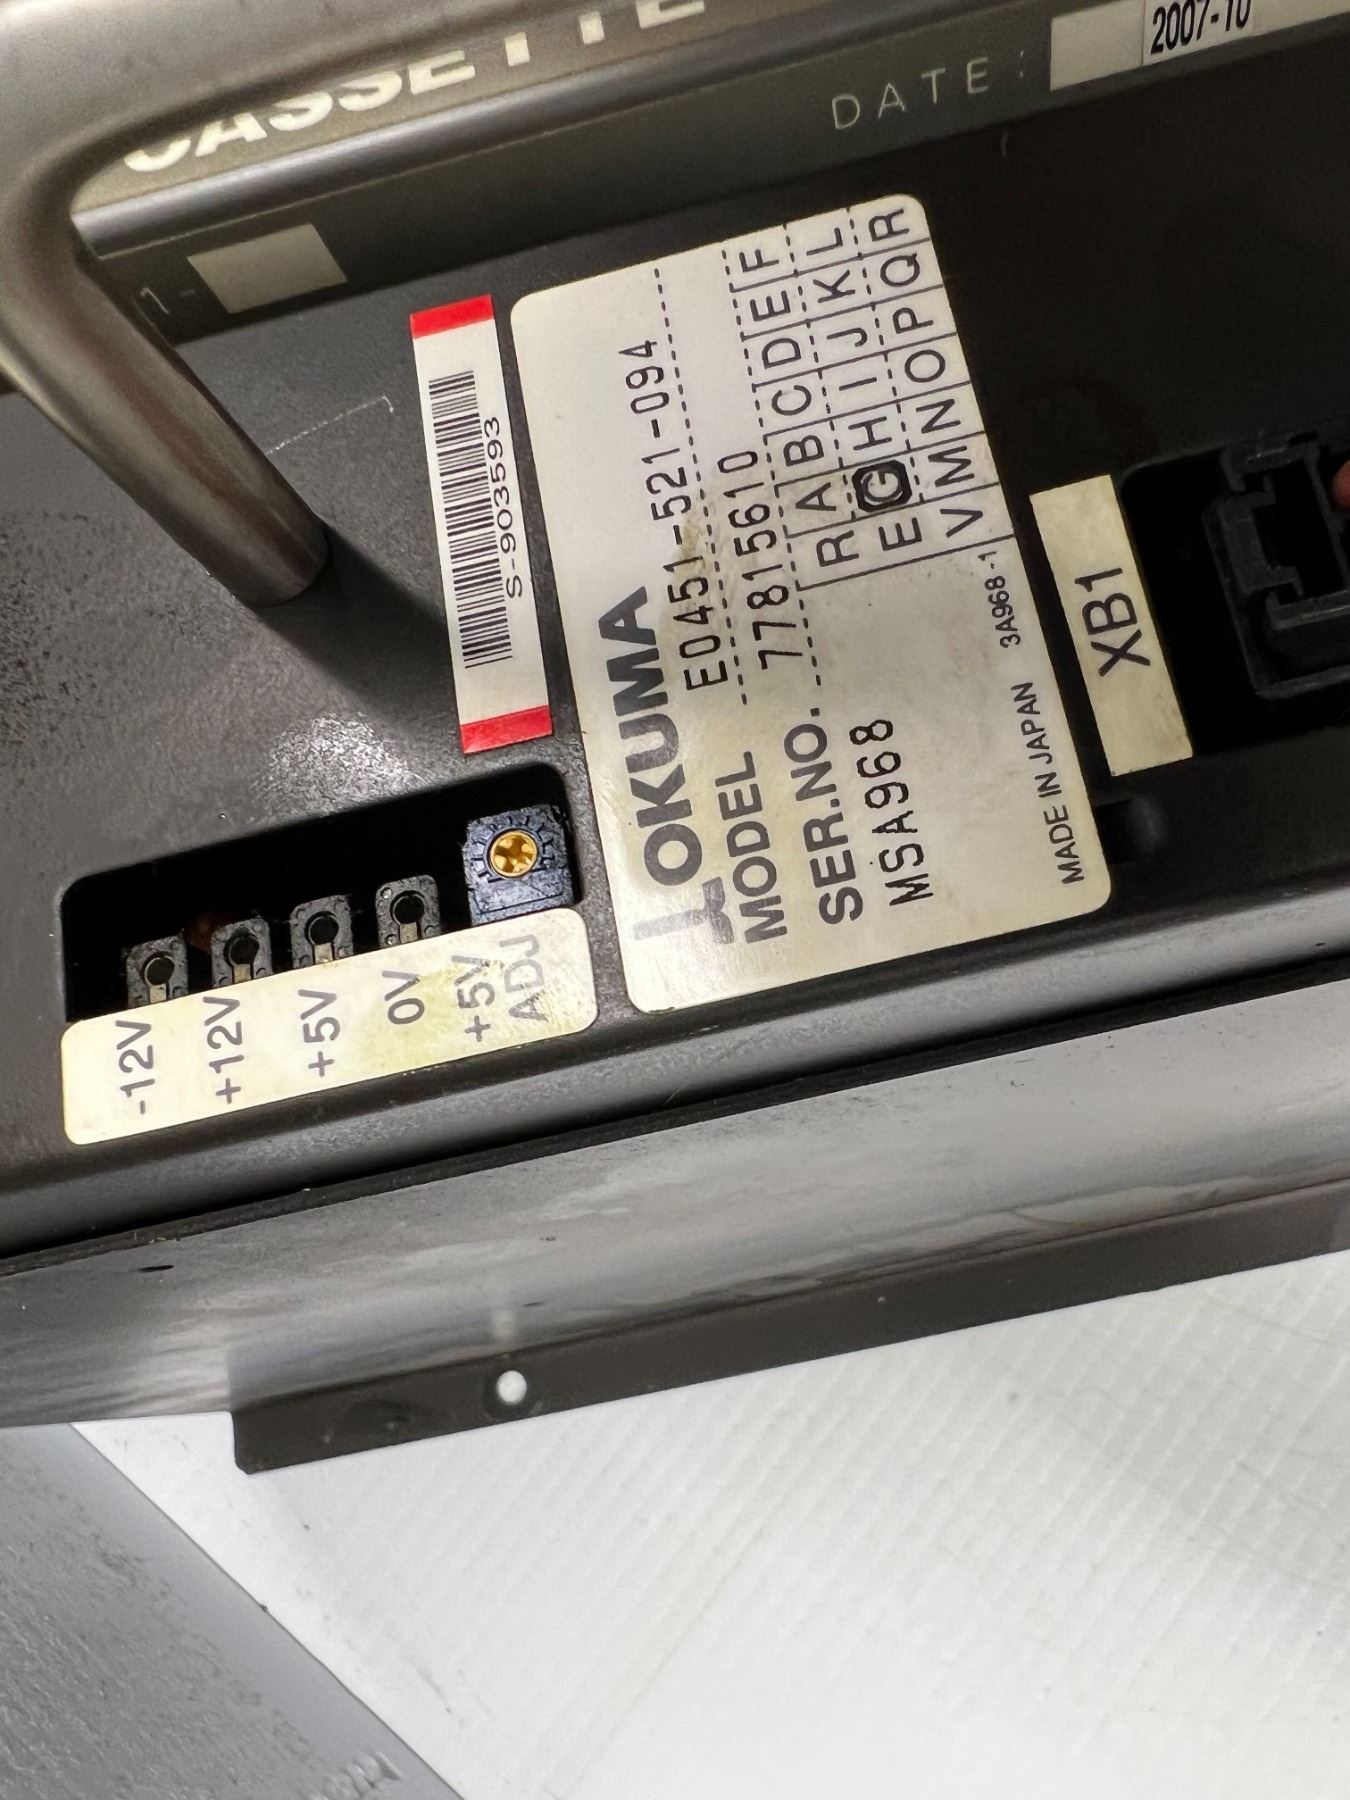 CASSETTE
DATE:
2007-10
1-
S-903593
OKUMA
MODEL E0451-521-094
SER.NO. 77815610
MSA968
R A B C D E F
E G H I J K L
V M N O P Q R
MADE IN JAPAN 3A968-1
XB1
-12V
+12V
+5V
0V
+5V
ADJ